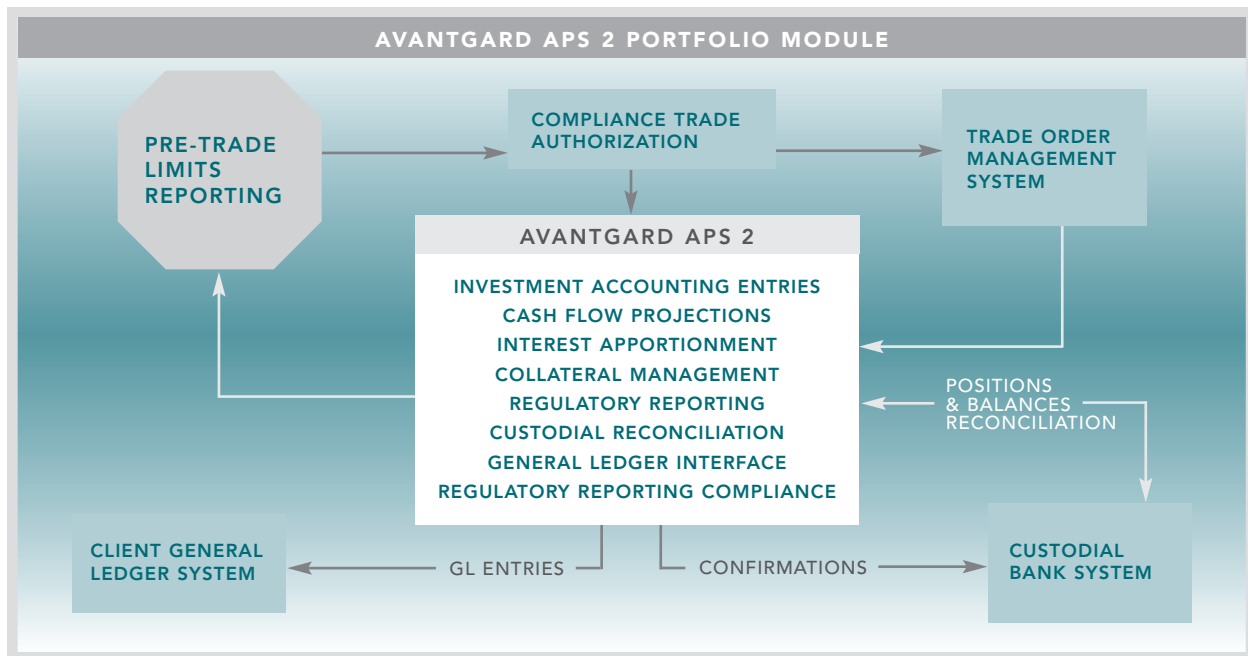 AVANTGARD APS 2 PORTFOLIO MODULE
PRE-TRADE
LIMITS
REPORTING
COMPLIANCE TRADE
AUTHORIZATION
TRADE ORDER
MANAGEMENT
SYSTEM
AVANTGARD APS 2
INVESTMENT ACCOUNTING ENTRIES
CASH FLOW PROJECTIONS
INTEREST APPORTIONMENT
COLLATERAL MANAGEMENT
REGULATORY REPORTING
CUSTODIAL RECONCILIATION
GENERAL LEDGER INTERFACE
REGULATORY REPORTING COMPLIANCE
POSITIONS
& BALANCES
RECONCILIATION
CLIENT GENERAL
LEDGER SYSTEM
GL ENTRIES
CONFIRMATIONS
CUSTODIAL
BANK SYSTEM